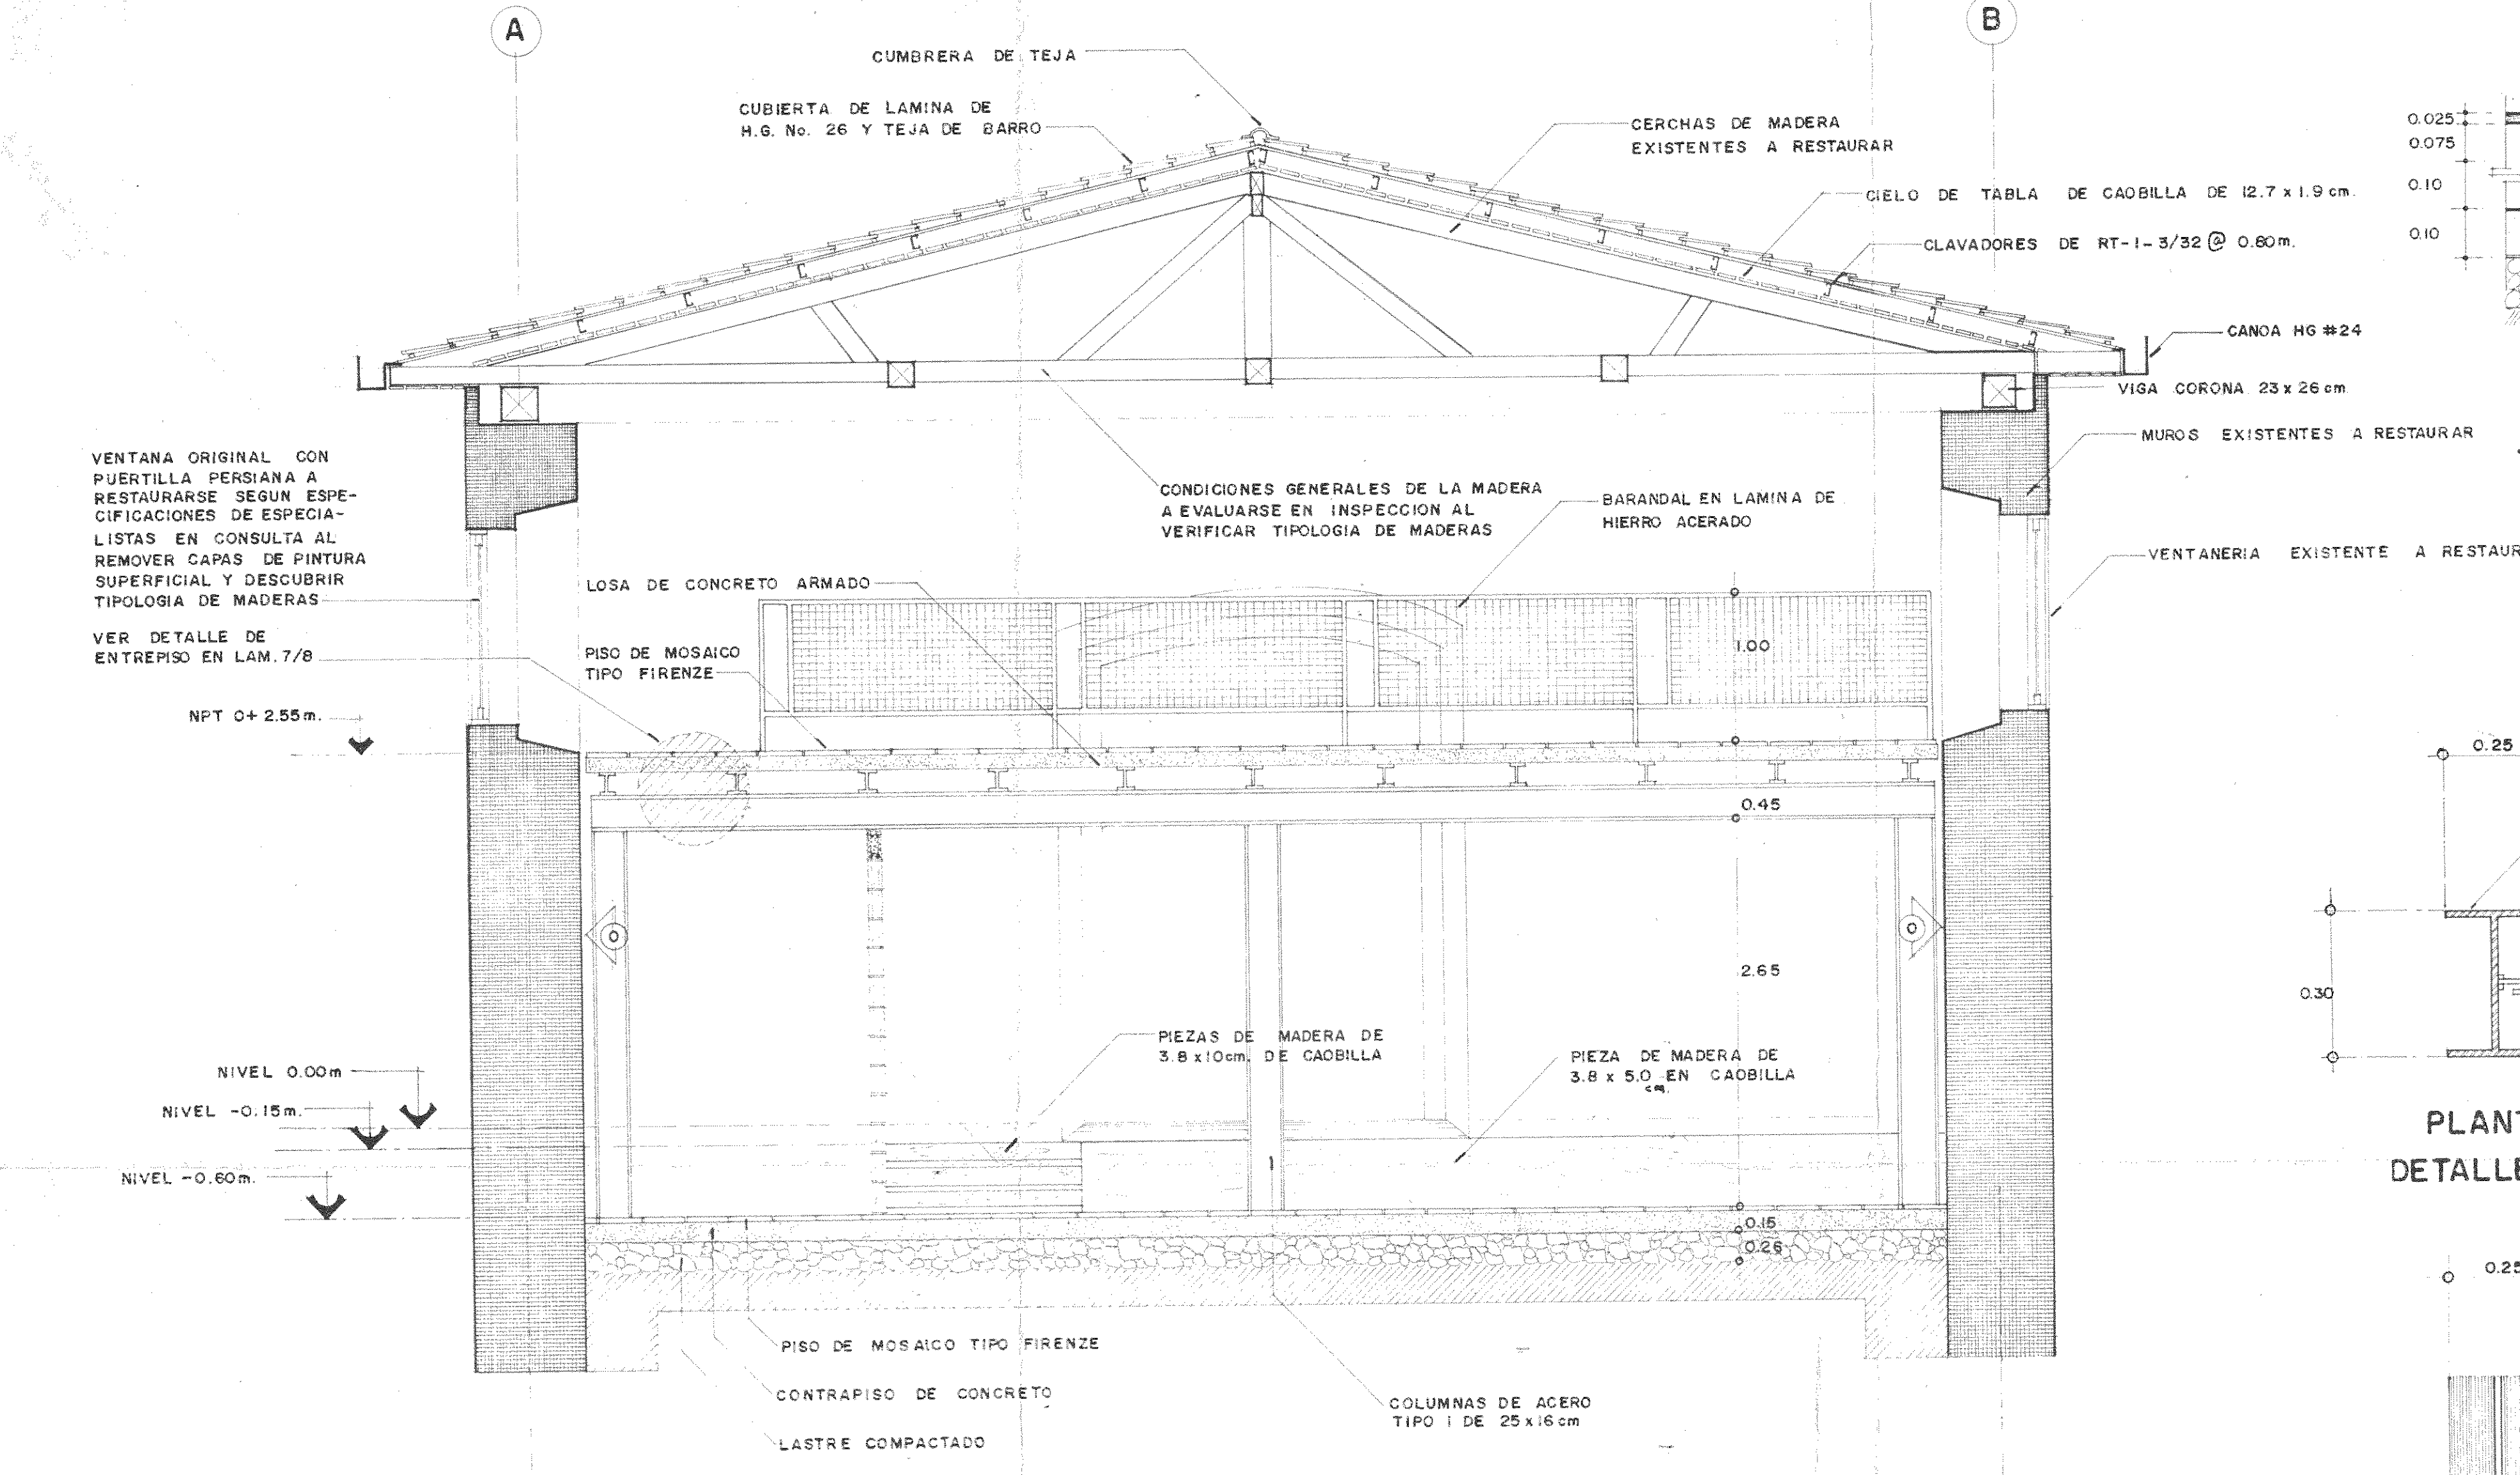 A
B
CUMBRERA DE TEJA
CUBIERTA DE LAMINA DE
H.G. No. 26 Y TEJA DE BARRO
CERCHAS DE MADERA
EXISTENTES A RESTAURAR
CIELO DE TABLA DE CAOBILLA DE 12.7 x 1.9 cm.
CLAVADORES DE RT-1-3/32 @ 0.80m.
0.025
0.075
0.10
0.10
CANOA HG #24
VIGA CORONA 23 x 26 cm
MUROS EXISTENTES A RESTAURAR
VENTANERIA EXISTENTE A RESTAUR
VENTANA ORIGINAL CON
PUERTILLA PERSIANA A
RESTAURARSE SEGUN ESPE-
CIFICACIONES DE ESPECIA-
LISTAS EN CONSULTA AL
REMOVER CAPAS DE PINTURA
SUPERFICIAL Y DESCUBRIR
TIPOLOGIA DE MADERAS
VER DETALLE DE
ENTREPISO EN LAM. 7/8
CONDICIONES GENERALES DE LA MADERA
A EVALUARSE EN INSPECCION AL
VERIFICAR TIPOLOGIA DE MADERAS
BARANDAL EN LAMINA DE
HIERRO ACERADO
LOSA DE CONCRETO ARMADO
PISO DE MOSAICO
TIPO FIRENZE
1.00
NPT 0+ 2.55m.
0.25
0.45
2.65
0.30
PIEZAS DE MADERA DE
3.8 x 10cm. DE CAOBILLA
PIEZA DE MADERA DE
3.8 x 5.0 EN CAOBILLA
cm.
NIVEL 0.00m
NIVEL -0.15m.
NIVEL -0.60m.
PLANT
DETALLE
0.15
0.26
0.25
PISO DE MOSAICO TIPO FIRENZE
CONTRAPISO DE CONCRETO
LASTRE COMPACTADO
COLUMNAS DE ACERO
TIPO I DE 25 x 16 cm